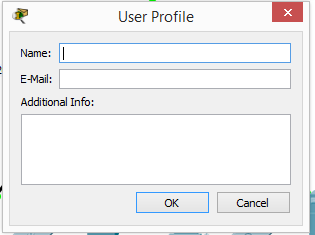 User Profile
Name:
E-Mail:
Additional Info:
OK Cancel